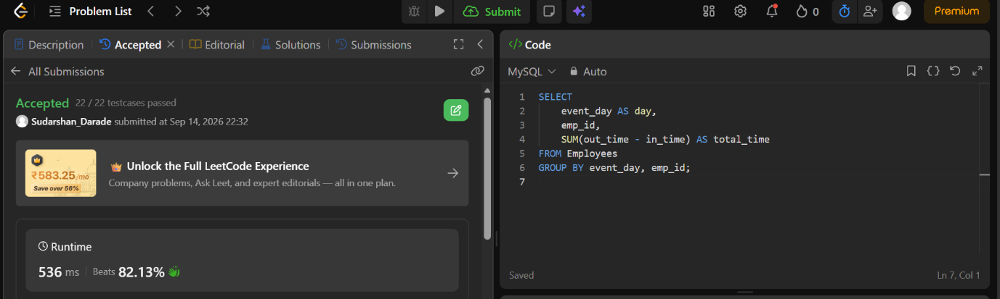 Problem List
Submit
0
Premium
Description
Accepted
Editorial
Solutions
Submissions
All Submissions
Accepted 22 / 22 testcases passed
Sudarshan_Darade submitted at Sep 14, 2026 22:32
₹583.25/mo
Save over 56%
Unlock the Full LeetCode Experience
Company problems, Ask Leet, and expert editorials — all in one plan.
Runtime
536 ms Beats 82.13%
</> Code
MySQL Auto
1 SELECT
2 event_day AS day,
3 emp_id,
4 SUM(out_time - in_time) AS total_time
5 FROM Employees
6 GROUP BY event_day, emp_id;
7
Saved
Ln 7, Col 1